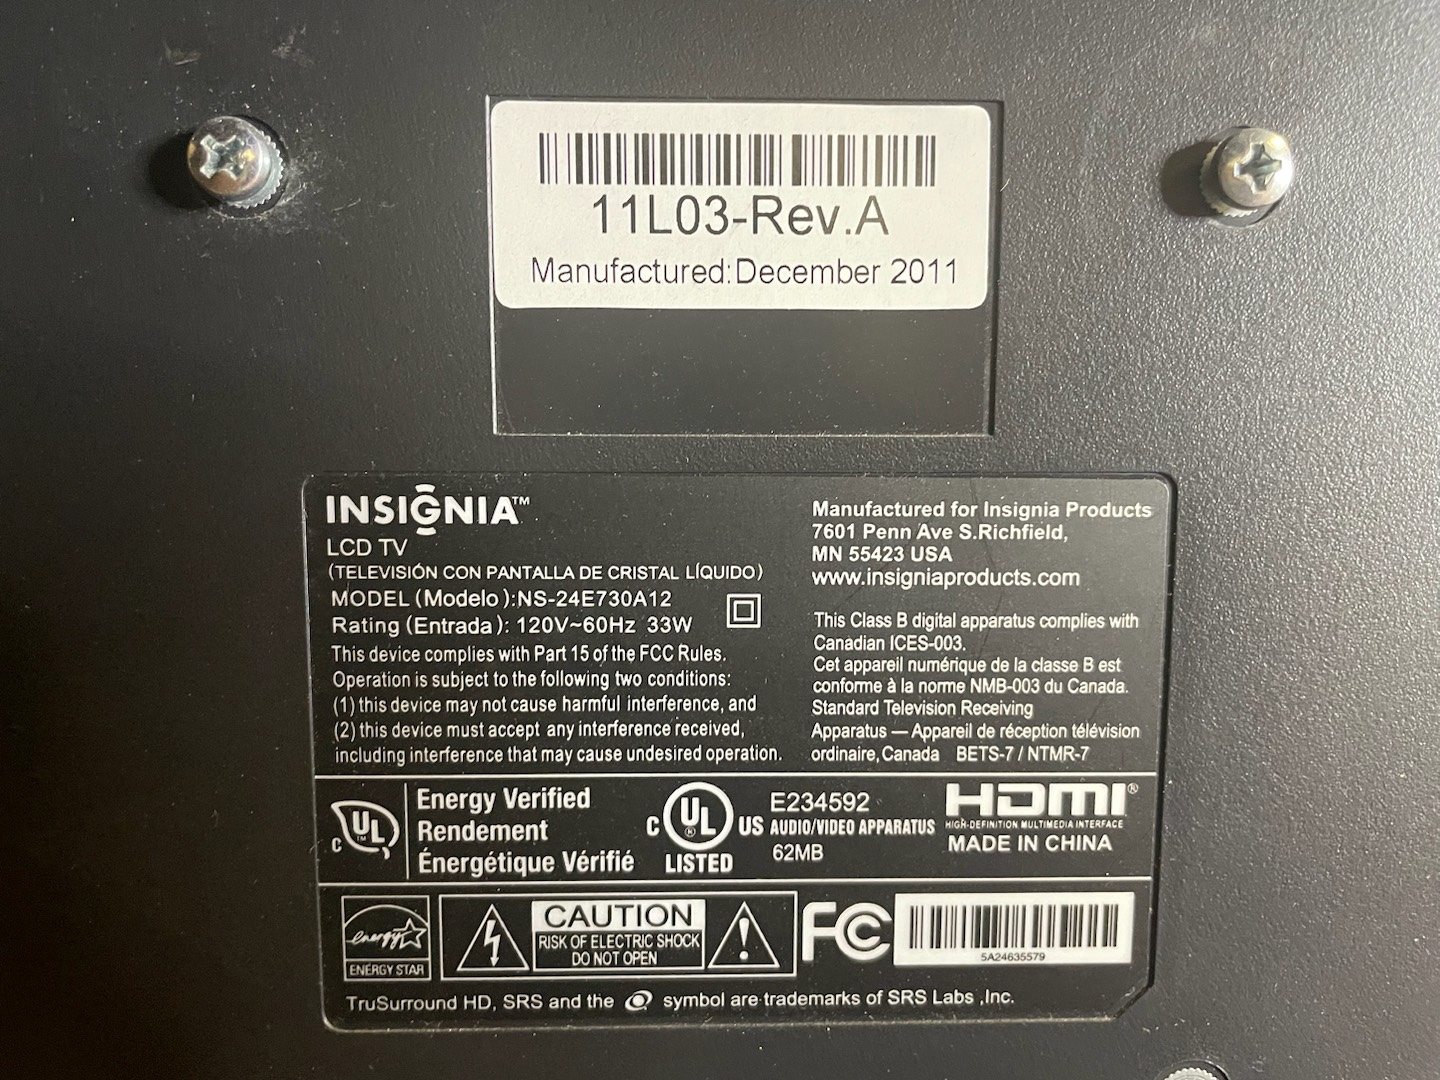 11L03-Rev.A
Manufactured:December 2011
INSIGNIA™
LCD TV
(TELEVISIÓN CON PANTALLA DE CRISTAL LÍQUIDO)
MODEL (Modelo):NS-24E730A12
Rating (Entrada): 120V~60Hz 33W
This device complies with Part 15 of the FCC Rules.
Operation is subject to the following two conditions:
(1) this device may not cause harmful interference, and
(2) this device must accept any interference received,
including interference that may cause undesired operation.
Manufactured for Insignia Products
7601 Penn Ave S.Richfield,
MN 55423 USA
www.insigniaproducts.com
This Class B digital apparatus complies with
Canadian ICES-003.
Cet appareil numérique de la classe B est
conforme à la norme NMB-003 du Canada.
Standard Television Receiving
Apparatus — Appareil de réception télévision
ordinaire, Canada BETS-7 / NTMR-7
C UL™
Energy Verified
Rendement
Énergétique Vérifié
C UL® US
LISTED
E234592
AUDIO/VIDEO APPARATUS
62MB
HDMI®
HIGH-DEFINITION MULTIMEDIA INTERFACE
MADE IN CHINA
energy
ENERGY STAR
CAUTION
RISK OF ELECTRIC SHOCK
DO NOT OPEN
FC
5A24635579
TruSurround HD, SRS and the symbol are trademarks of SRS Labs ,Inc.